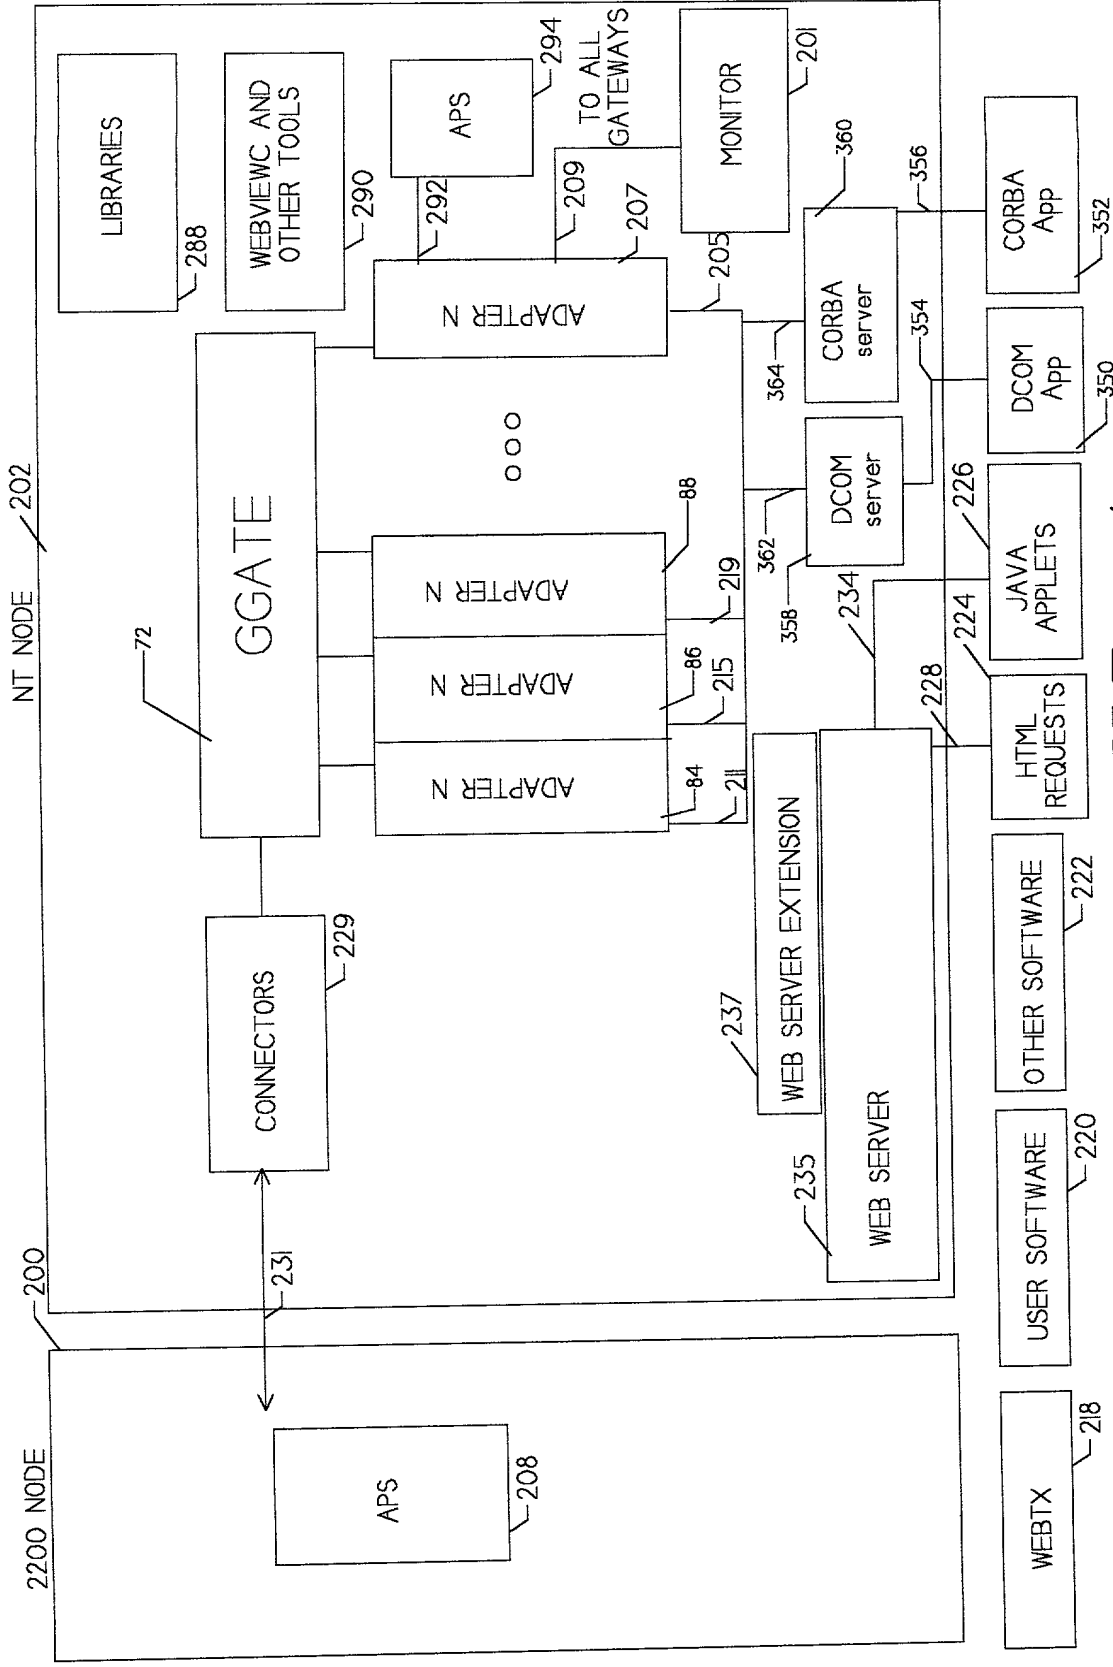 2200 NODE
200
NT NODE
202
APS
208
231
CONNECTORS
229
72
GGATE
LIBRARIES
288
WEBVIEWC AND
OTHER TOOLS
290
ADAPTER N
84
211
ADAPTER N
86
215
ADAPTER N
88
219
ADAPTER N
207
205
292
APS
294
209
TO ALL
GATEWAYS
MONITOR
201
237
WEB SERVER EXTENSION
235
WEB SERVER
358
362
DCOM
server
364
CORBA
server
360
234
228
354
356
WEBTX
218
USER SOFTWARE
220
OTHER SOFTWARE
222
HTML
REQUESTS
224
JAVA
APPLETS
226
DCOM
App
350
CORBA
App
352